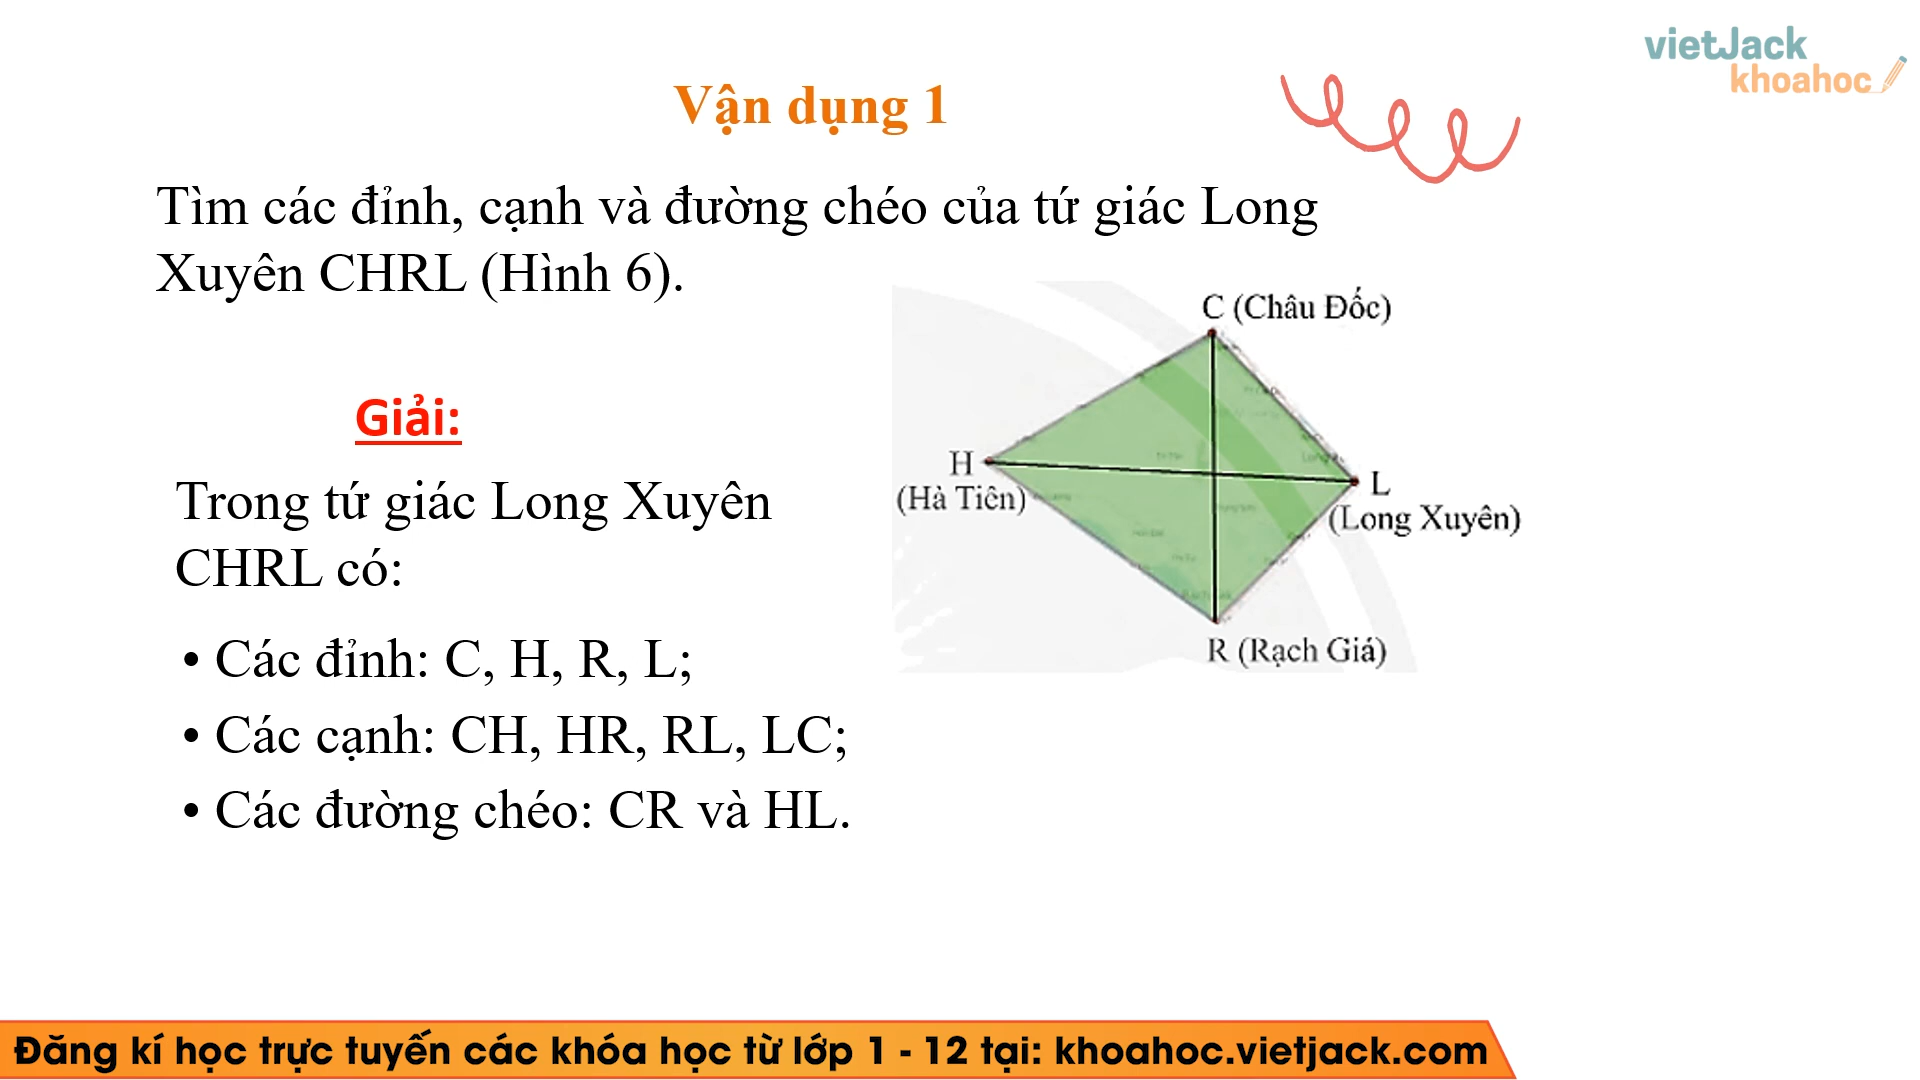 vietJack
khoahoc
Vận dụng 1
Tìm các đỉnh, cạnh và đường chéo của tứ giác Long
Xuyên CHRL (Hình 6).
C (Châu Đốc)
H
(Hà Tiên)
L
(Long Xuyên)
R (Rạch Giá)
Giải:
Trong tứ giác Long Xuyên
CHRL có:
• Các đỉnh: C, H, R, L;
• Các cạnh: CH, HR, RL, LC;
• Các đường chéo: CR và HL.
Đăng kí học trực tuyến các khóa học từ lớp 1 - 12 tại: khoahoc.vietjack.com